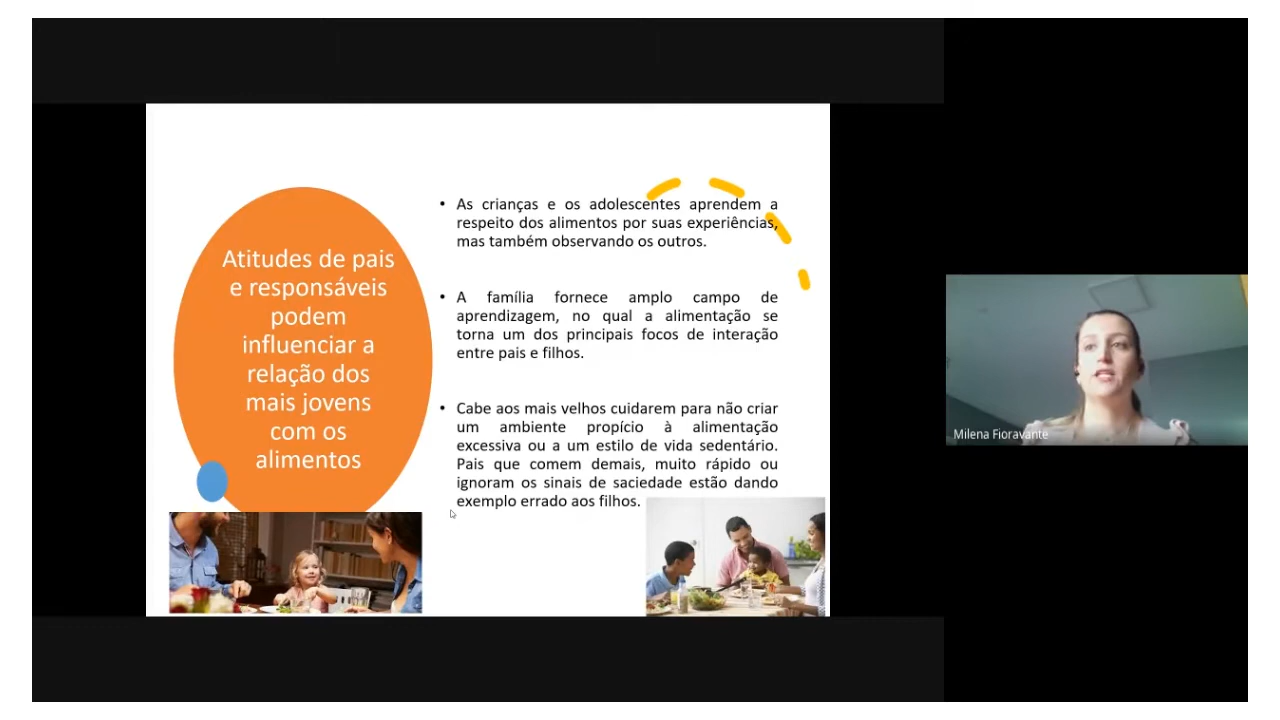 Atitudes de pais
e responsáveis
podem
influenciar a
relação dos
mais jovens
com os
alimentos
• As crianças e os adolescentes aprendem a
respeito dos alimentos por suas experiências,
mas também observando os outros.
• A família fornece amplo campo de
aprendizagem, no qual a alimentação se
torna um dos principais focos de interação
entre pais e filhos.
• Cabe aos mais velhos cuidarem para não criar
um ambiente propício à alimentação
excessiva ou a um estilo de vida sedentário.
Pais que comem demais, muito rápido ou
ignoram os sinais de saciedade estão dando
exemplo errado aos filhos.
Milena Fioravante